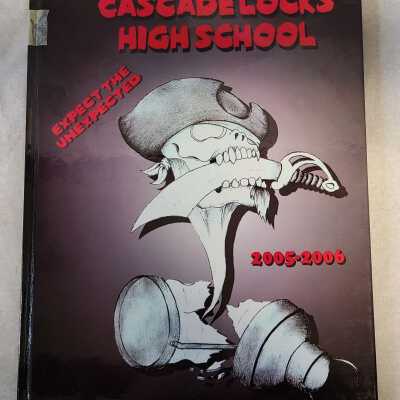 CASCADE LOCKS
HIGH SCHOOL
EXPECT THE
UNEXPECTED
2005-2006